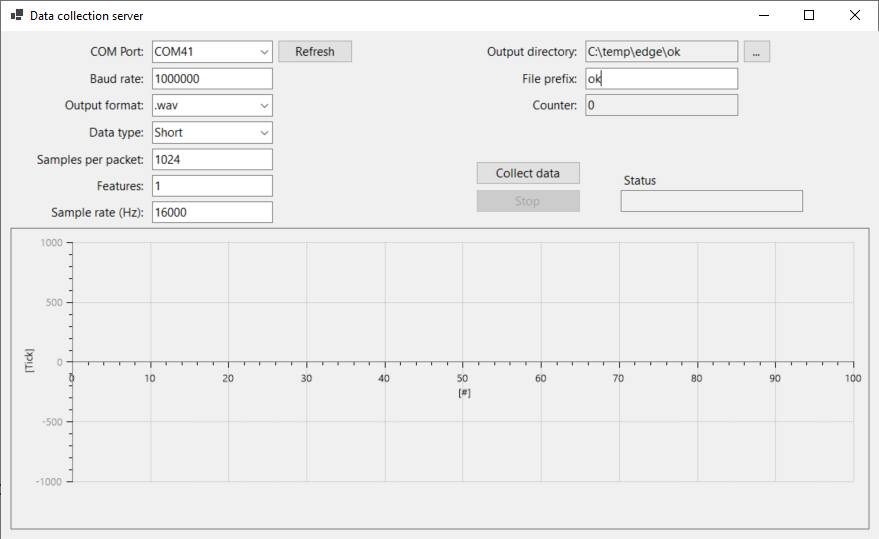 Data collection server
COM Port: COM41 Refresh
Baud rate: 1000000
Output format: .wav
Data type: Short
Samples per packet: 1024
Features: 1
Sample rate (Hz): 16000
Output directory: C:\temp\edge\ok ...
File prefix: ok
Counter: 0
Collect data
Stop
Status
1000
500
0
-500
-1000
[Tick]
0 10 20 30 40 50 60 70 80 90 100
[#]